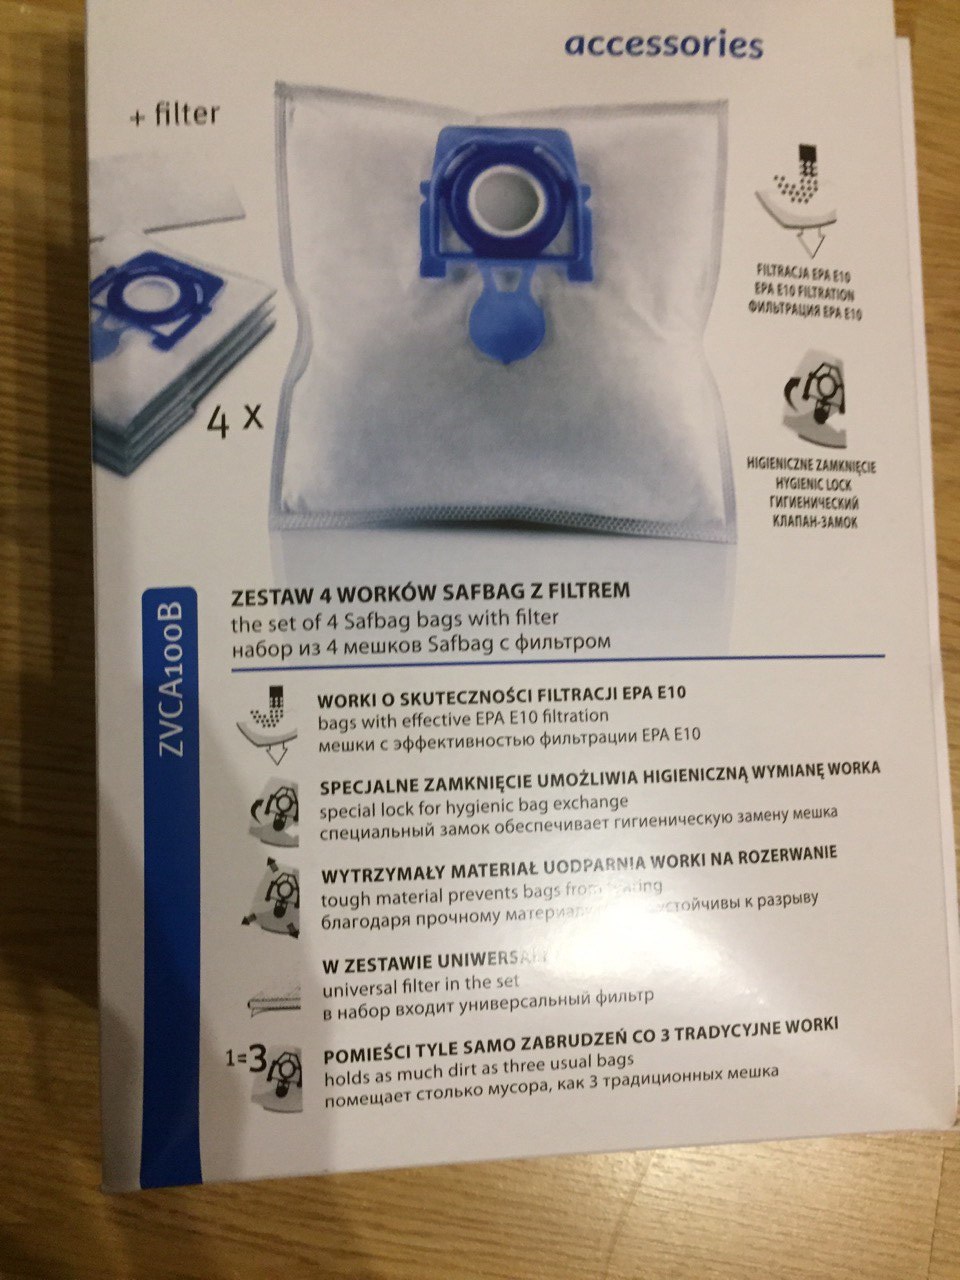 accessories
+ filter
4 x
FILTRACJA EPA E10
EPA E10 FILTRATION
ФИЛЬТРАЦИЯ EPA E10
HIGIENICZNE ZAMKNIĘCIE
HYGIENIC LOCK
ГИГИЕНИЧЕСКИЙ
КЛАПАН-ЗАМОК
ZVCA100B
ZESTAW 4 WORKÓW SAFBAG Z FILTREM
the set of 4 Safbag bags with filter
набор из 4 мешков Safbag с фильтром
WORKI O SKUTECZNOŚCI FILTRACJI EPA E10
bags with effective EPA E10 filtration
мешки с эффективностью фильтрации EPA E10
SPECJALNE ZAMKNIĘCIE UMOŻLIWIA HIGIENICZNĄ WYMIANĘ WORKA
special lock for hygienic bag exchange
специальный замок обеспечивает гигиеническую замену мешка
WYTRZYMAŁY MATERIAŁ UODPARNIA WORKI NA ROZERWANIE
tough material prevents bags from
благодаря прочному к разрыву
W ZESTAWIE
universal filter in the set
в набор входит универсальный фильтр
1=3
POMIEŚCI TYLE SAMO ZABRUDZEŃ CO 3 TRADYCYJNE WORKI
holds as much dirt as three usual bags
помещает столько мусора, как 3 традиционных мешка